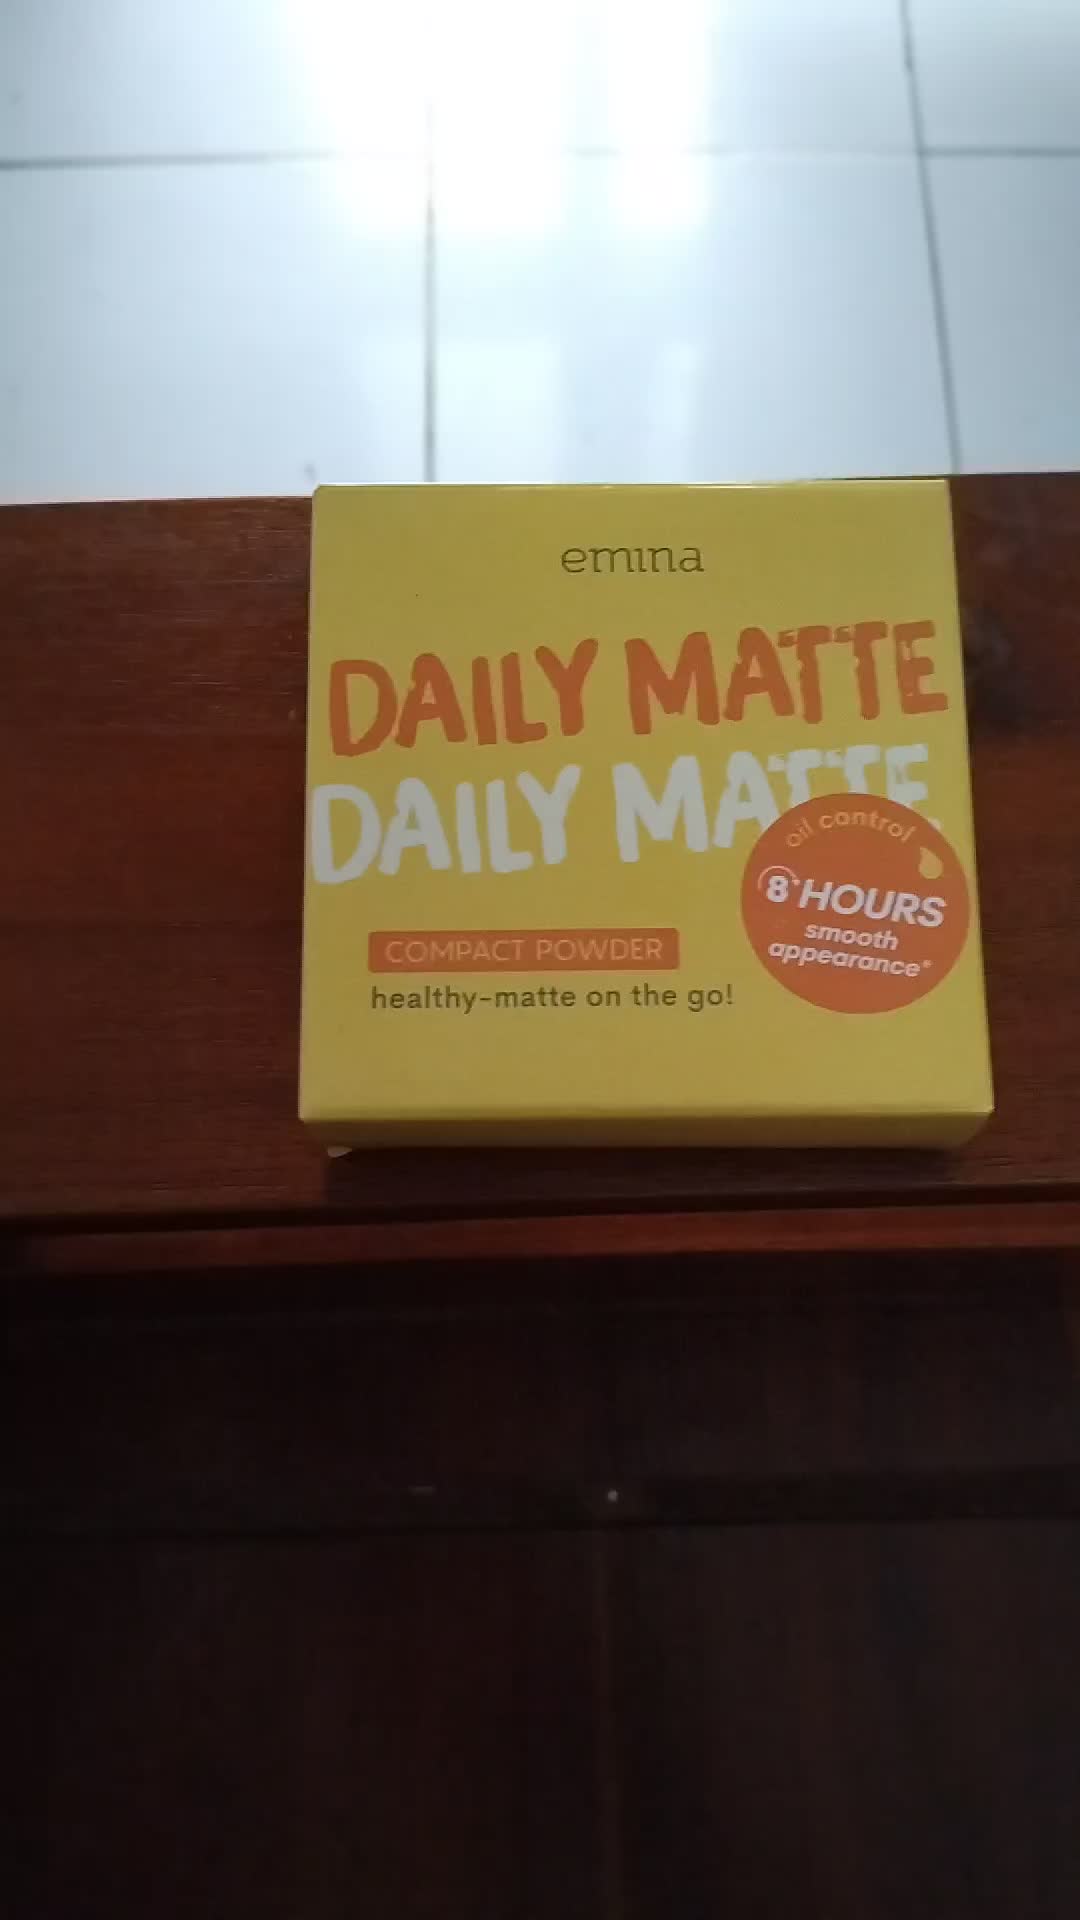 emina
DAILY MATTE
DAILY MATTE
oil control
8 HOURS
smooth
appearance*
COMPACT POWDER
healthy-matte on the go!